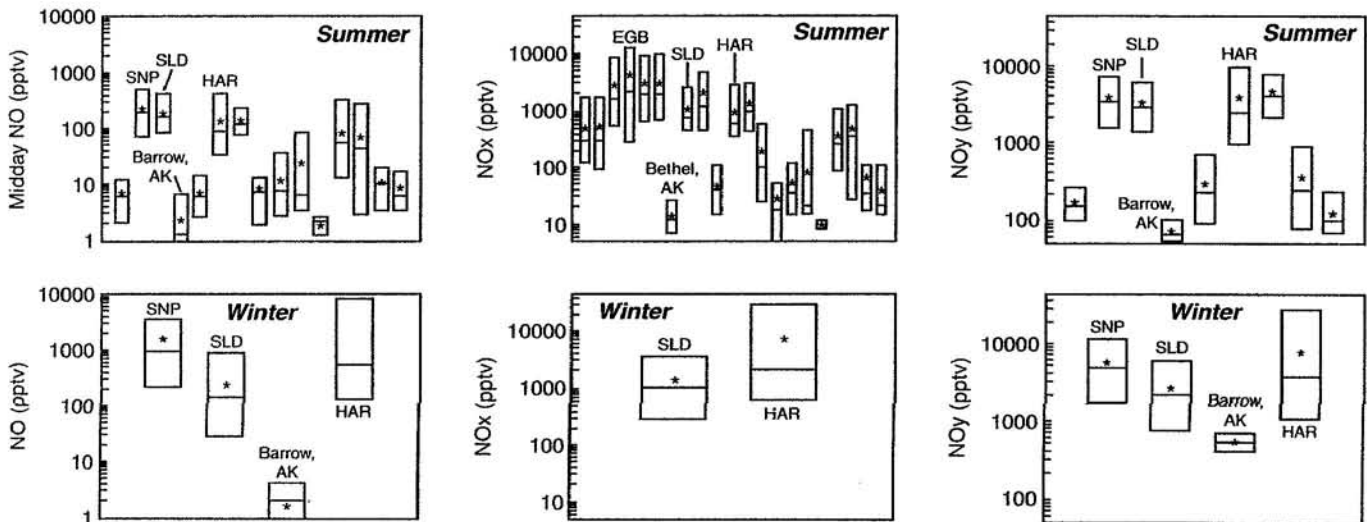 Midday NO (pptv)
10000
1000
100
10
1
Summer
SNP
SLD
HAR
Barrow,
AK
NOx (pptv)
10000
1000
100
10
Summer
EGB
SLD
HAR
Bethel,
AK
NOy (pptv)
10000
1000
100
Summer
SNP
SLD
HAR
Barrow,
AK
NO (pptv)
10000
1000
100
10
1
Winter
SNP
SLD
HAR
Barrow,
AK
NOx (pptv)
10000
1000
100
10
Winter
SLD
HAR
NOy (pptv)
10000
1000
100
Winter
SNP
SLD
Barrow,
AK
HAR